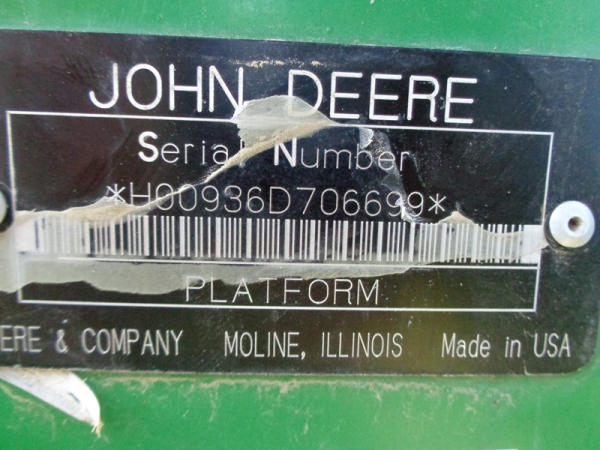 JOHN DEERE
Serial Number
*H00936D706699*
PLATFORM
ERE & COMPANY MOLINE, ILLINOIS Made in USA